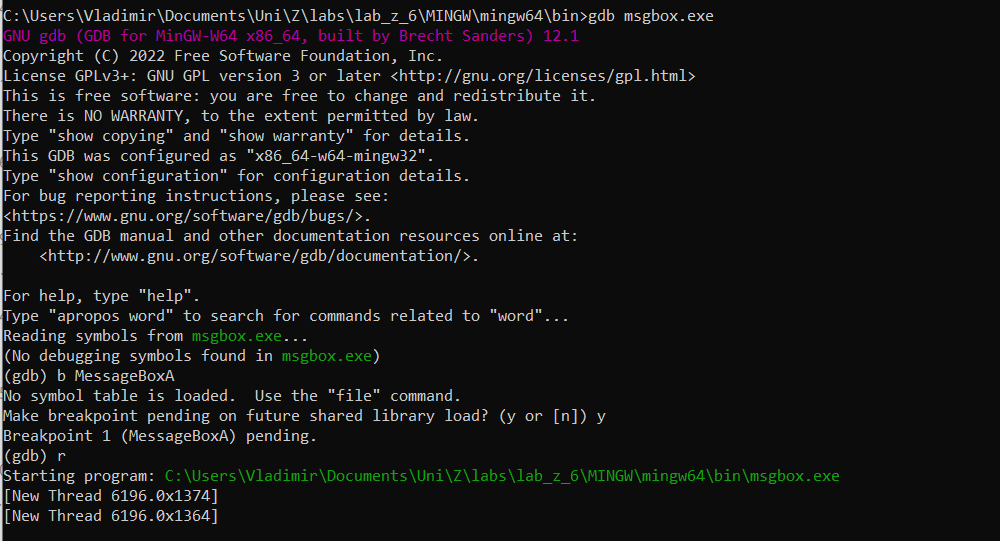 C:\Users\Vladimir\Documents\Uni\Z\labs\lab_z_6\MINGW\mingw64\bin>gdb msgbox.exe
GNU gdb (GDB for MinGW-W64 x86_64, built by Brecht Sanders) 12.1
Copyright (C) 2022 Free Software Foundation, Inc.
License GPLv3+: GNU GPL version 3 or later <http://gnu.org/licenses/gpl.html>
This is free software: you are free to change and redistribute it.
There is NO WARRANTY, to the extent permitted by law.
Type "show copying" and "show warranty" for details.
This GDB was configured as "x86_64-w64-mingw32".
Type "show configuration" for configuration details.
For bug reporting instructions, please see:
<https://www.gnu.org/software/gdb/bugs/>.
Find the GDB manual and other documentation resources online at:
    <http://www.gnu.org/software/gdb/documentation/>.

For help, type "help".
Type "apropos word" to search for commands related to "word"...
Reading symbols from msgbox.exe...
(No debugging symbols found in msgbox.exe)
(gdb) b MessageBoxA
No symbol table is loaded.  Use the "file" command.
Make breakpoint pending on future shared library load? (y or [n]) y
Breakpoint 1 (MessageBoxA) pending.
(gdb) r
Starting program: C:\Users\Vladimir\Documents\Uni\Z\labs\lab_z_6\MINGW\mingw64\bin\msgbox.exe
[New Thread 6196.0x1374]
[New Thread 6196.0x1364]